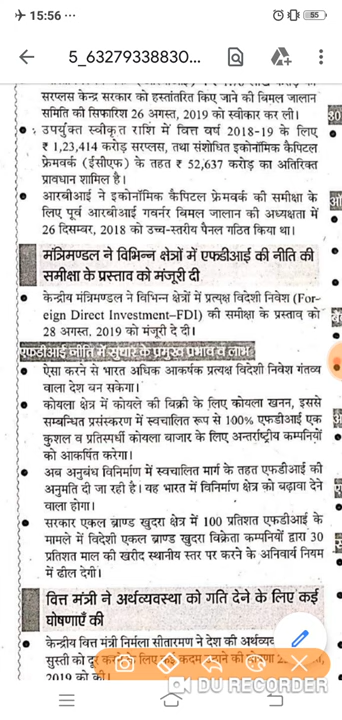 15:56 ...
55
5_63279338830...
सरप्लस केन्द्र सरकार को हस्तांतरित किए जाने की बिमल जालान
समिति की सिफारिश 26 अगस्त, 2019 को स्वीकार कर ली।
उपर्युक्त स्वीकृत राशि में वित्त वर्ष 2018-19 के लिए
₹ 1,23,414 करोड़ सरप्लस, तथा संशोधित इकोनॉमिक कैपिटल
फ्रेमवर्क (ईसीएफ) के तहत ₹ 52,637 करोड़ का अतिरिक्त
प्रावधान शामिल है।
आरबीआई ने इकोनॉमिक कैपिटल फ्रेमवर्क की समीक्षा के
लिए पूर्व आरबीआई गवर्नर बिमल जालान की अध्यक्षता में
26 दिसम्बर, 2018 को उच्च-स्तरीय पैनल गठित किया था।
मंत्रिमण्डल ने विभिन्न क्षेत्रों में एफडीआई की नीति की
समीक्षा के प्रस्ताव को मंजूरी दी
केन्द्रीय मंत्रिमण्डल ने विभिन्न क्षेत्रों में प्रत्यक्ष विदेशी निवेश (For-
eign Direct Investment–FDI) की समीक्षा के प्रस्ताव को
28 अगस्त, 2019 को मंजूरी दे दी।
एफडीआई नीति में सुधार के प्रमुख प्रभाव व लाभ
ऐसा करने से भारत अधिक आकर्षक प्रत्यक्ष विदेशी निवेश गंतव्य
वाला देश बन सकेगा।
कोयला क्षेत्र में कोयले की बिक्री के लिए कोयला खनन, इससे
सम्बन्धित प्रसंस्करण में स्वचालित रूप से 100% एफडीआई एक
कुशल व प्रतिस्पर्धी कोयला बाजार के लिए अन्तर्राष्ट्रीय कम्पनियों
को आकर्षित करेगा।
अब अनुबंध विनिर्माण में स्वचालित मार्ग के तहत एफडीआई की
अनुमति दी जा रही है। यह भारत में विनिर्माण क्षेत्र को बढ़ावा देने
वाला होगा।
सरकार एकल ब्राण्ड खुदरा क्षेत्र में 100 प्रतिशत एफडीआई के
मामले में विदेशी एकल ब्राण्ड खुदरा विक्रेता कम्पनियों द्वारा 30
प्रतिशत माल की खरीद स्थानीय स्तर पर करने के अनिवार्य नियम
में ढील देगी।
वित्त मंत्री ने अर्थव्यवस्था को गति देने के लिए कई
घोषणाएँ की
केन्द्रीय वित्त मंत्री निर्मला सीतारमण ने देश की
सुस्ती को दूर करने के लिए कई कदम उठाने की घोषणा
2019 को की।
DU RECORDER